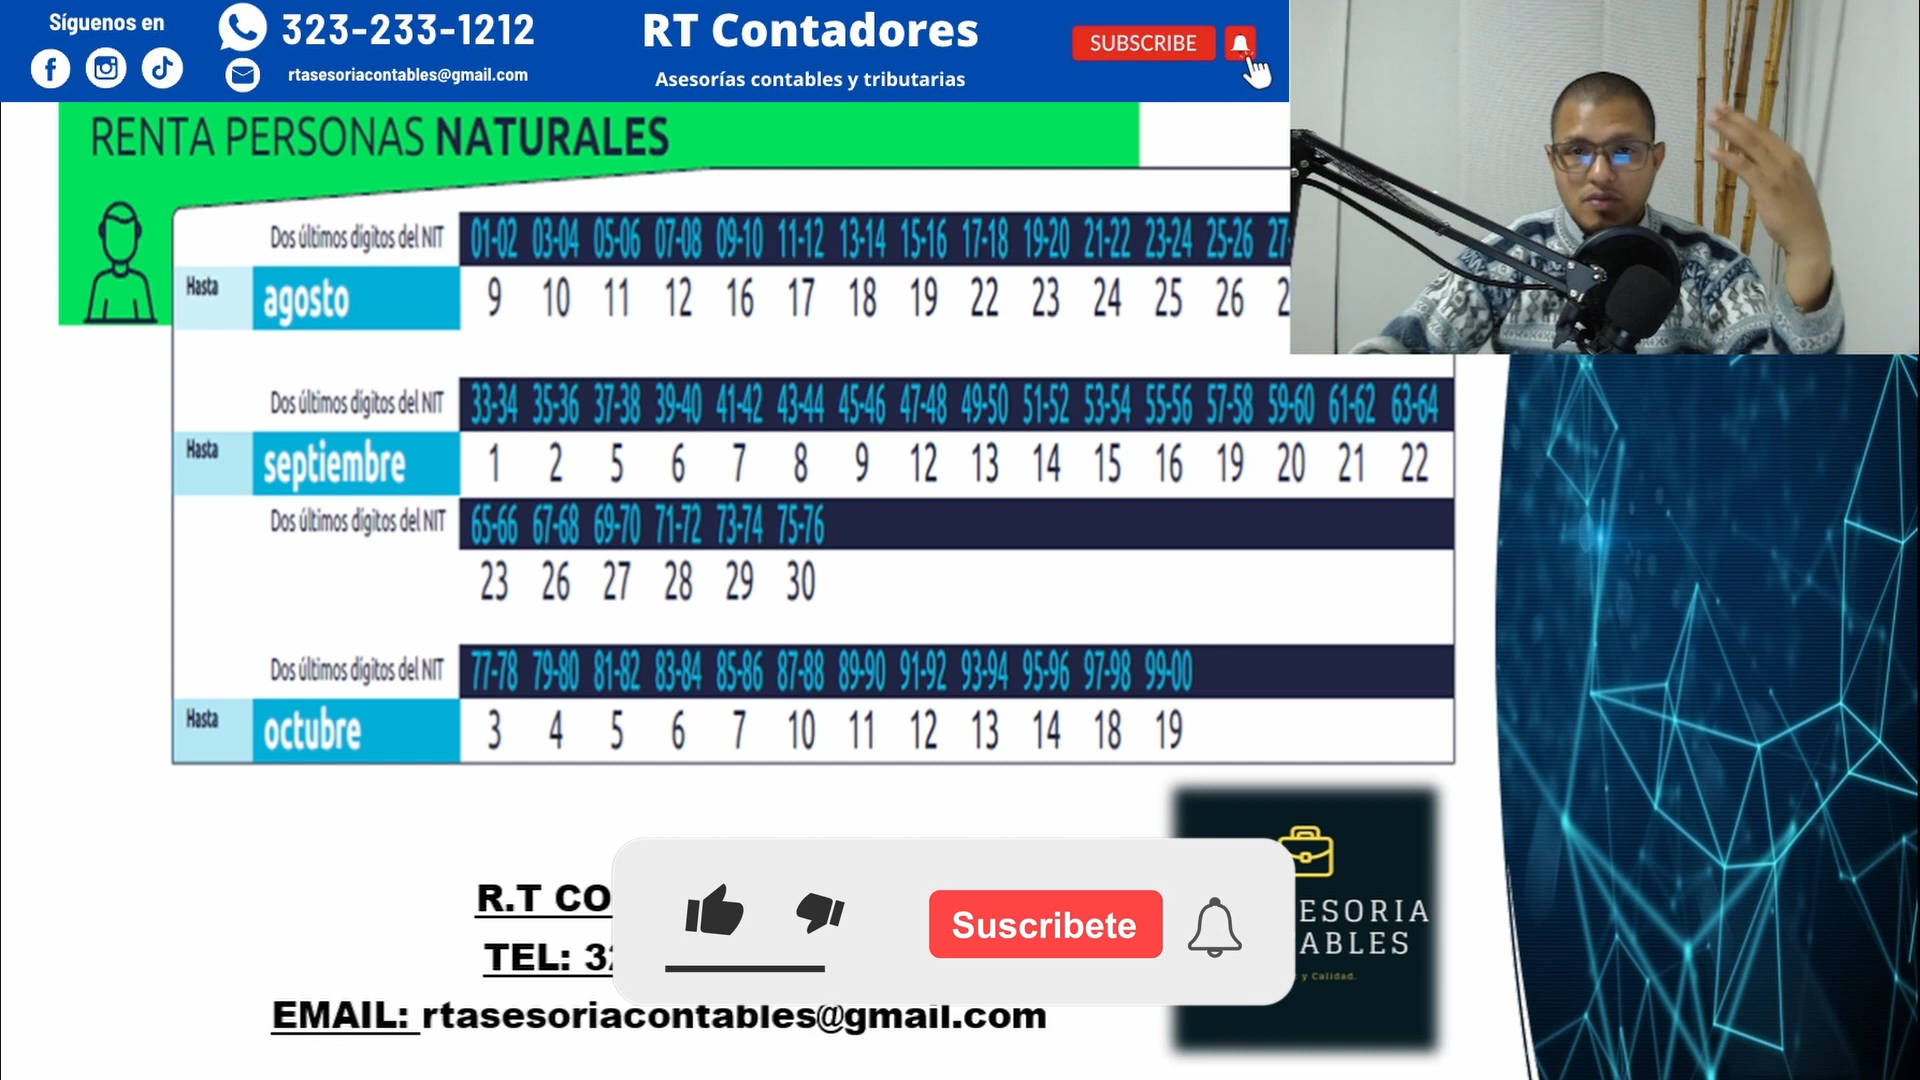 Síguenos en
323-233-1212
rtasesoriacontables@gmail.com
RT Contadores
Asesorías contables y tributarias
SUBSCRIBE
RENTA PERSONAS NATURALES
Dos últimos dígitos del NIT 01-02 03-04 05-06 07-08 09-10 11-12 13-14 15-16 17-18 19-20 21-22 23-24 25-26
Hasta agosto 9 10 11 12 16 17 18 19 22 23 24 25 26
Dos últimos dígitos del NIT 33-34 35-36 37-38 39-40 41-42 43-44 45-46 47-48 49-50 51-52 53-54 55-56 57-58 59-60 61-62 63-64
Hasta septiembre 1 2 5 6 7 8 9 12 13 14 15 16 19 20 21 22
Dos últimos dígitos del NIT 65-66 67-68 69-70 71-72 73-74 75-76
23 26 27 28 29 30
Dos últimos dígitos del NIT 77-78 79-80 81-82 83-84 85-86 87-88 89-90 91-92 93-94 95-96 97-98 99-00
Hasta octubre 3 4 5 6 7 10 11 12 13 14 18 19
R.T CO
TEL: 3
EMAIL: rtasesoriacontables@gmail.com
Suscribete
ESORIA
ABLES
y Calidad.